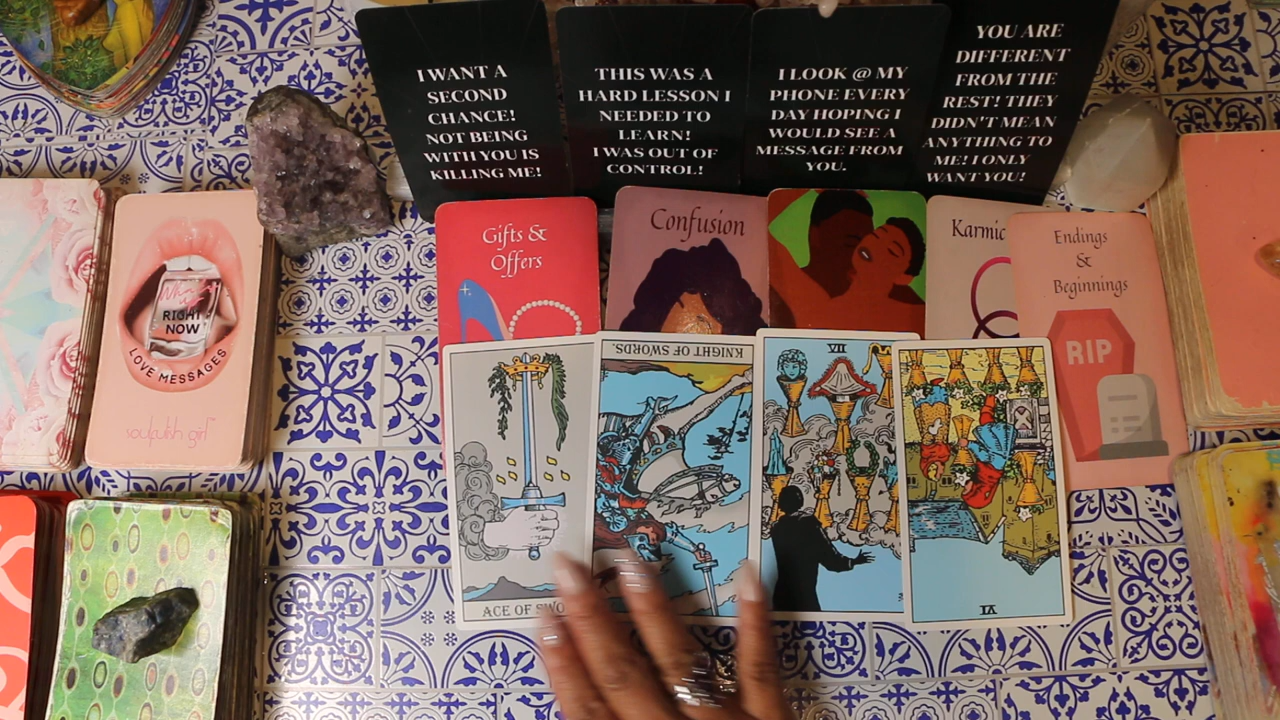 I WANT A
SECOND
CHANCE!
NOT BEING
WITH YOU IS
KILLING ME!
THIS WAS A
HARD LESSON I
NEEDED TO
LEARN!
I WAS OUT OF
CONTROL!
I LOOK @ MY
PHONE EVERY
DAY HOPING I
WOULD SEE A
MESSAGE FROM
YOU.
YOU ARE
DIFFERENT
FROM THE
REST! THEY
DIDN'T MEAN
ANYTHING TO
ME! I ONLY
WANT YOU!
RIGHT
NOW
LOVE MESSAGES
soulfulsh girl
Gifts &
Offers
Confusion
Karmic
Endings
&
Beginnings
RIP
ACE OF SWO
KNIGHT OF SWORDS.
VII
VI